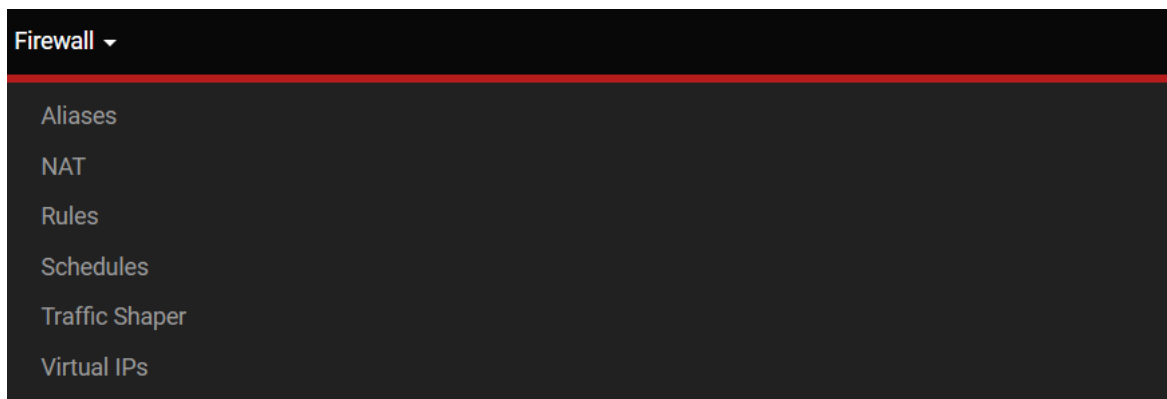 Firewall
Aliases
NAT
Rules
Schedules
Traffic Shaper
Virtual IPs